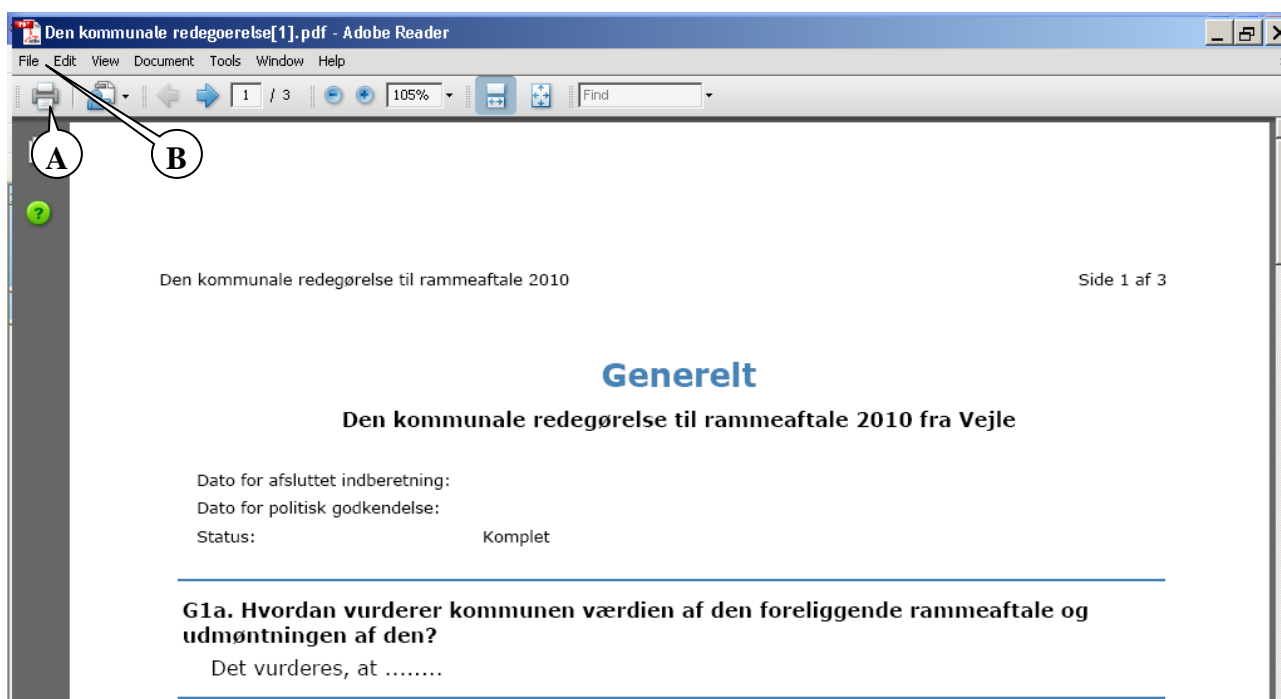 Den kommunale redegoerelse[1].pdf - Adobe Reader
File Edit View Document Tools Window Help
1 / 3 105% Find
A B
?
Den kommunale redegørelse til rammeaftale 2010 Side 1 af 3
Generelt
Den kommunale redegørelse til rammeaftale 2010 fra Vejle
Dato for afsluttet indberetning:
Dato for politisk godkendelse:
Status: Komplet
G1a. Hvordan vurderer kommunen værdien af den foreliggende rammeaftale og
udmøntningen af den?
Det vurderes, at ........